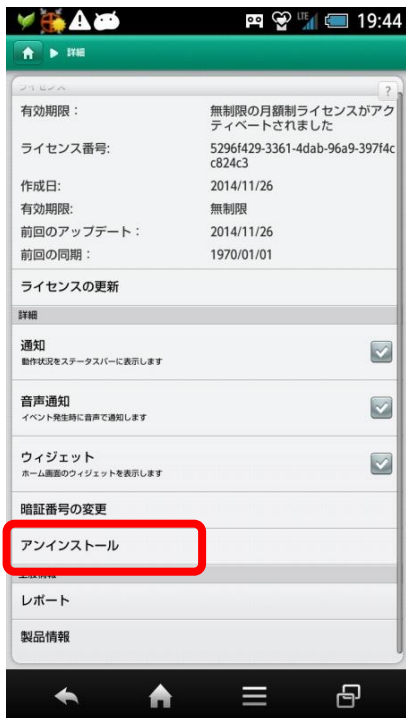 LTE
19:44
詳細
ライセンス
?
有効期限：
無制限の月額制ライセンスがアク
ティベートされました
ライセンス番号:
5296f429-3361-4dab-96a9-397f4c
c824c3
作成日:
2014/11/26
有効期限:
無制限
前回のアップデート：
2014/11/26
前回の同期：
1970/01/01
ライセンスの更新
詳細
通知
動作状況をステータスバーに表示します
音声通知
イベント発生時に音声で通知します
ウィジェット
ホーム画面のウィジェットを表示します
暗証番号の変更
アンインストール
レポート
製品情報